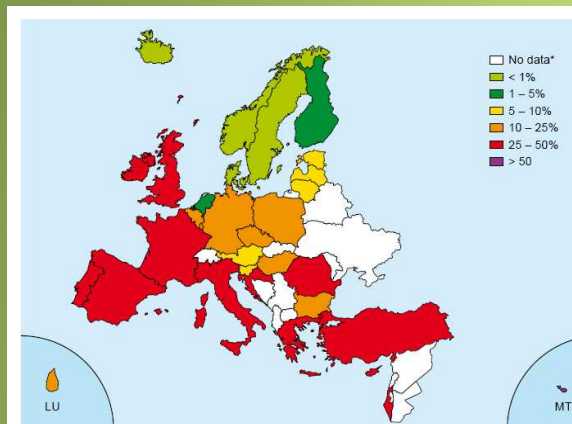 No data*
< 1%
1 – 5%
5 – 10%
10 – 25%
25 – 50%
> 50
LU
MT